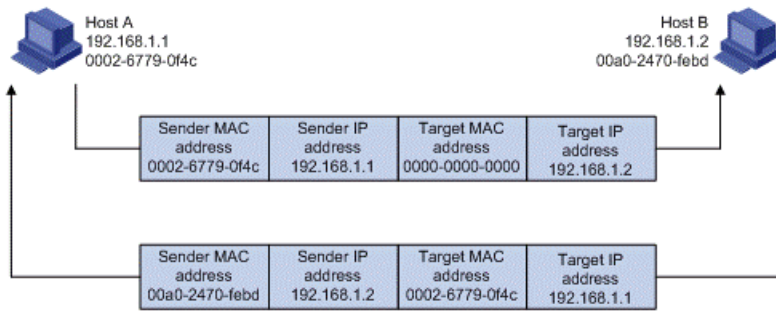 Host A
192.168.1.1
0002-6779-0f4c
Host B
192.168.1.2
00a0-2470-febd
Sender MAC
address
0002-6779-0f4c
Sender IP
address
192.168.1.1
Target MAC
address
0000-0000-0000
Target IP
address
192.168.1.2
Sender MAC
address
00a0-2470-febd
Sender IP
address
192.168.1.2
Target MAC
address
0002-6779-0f4c
Target IP
address
192.168.1.1